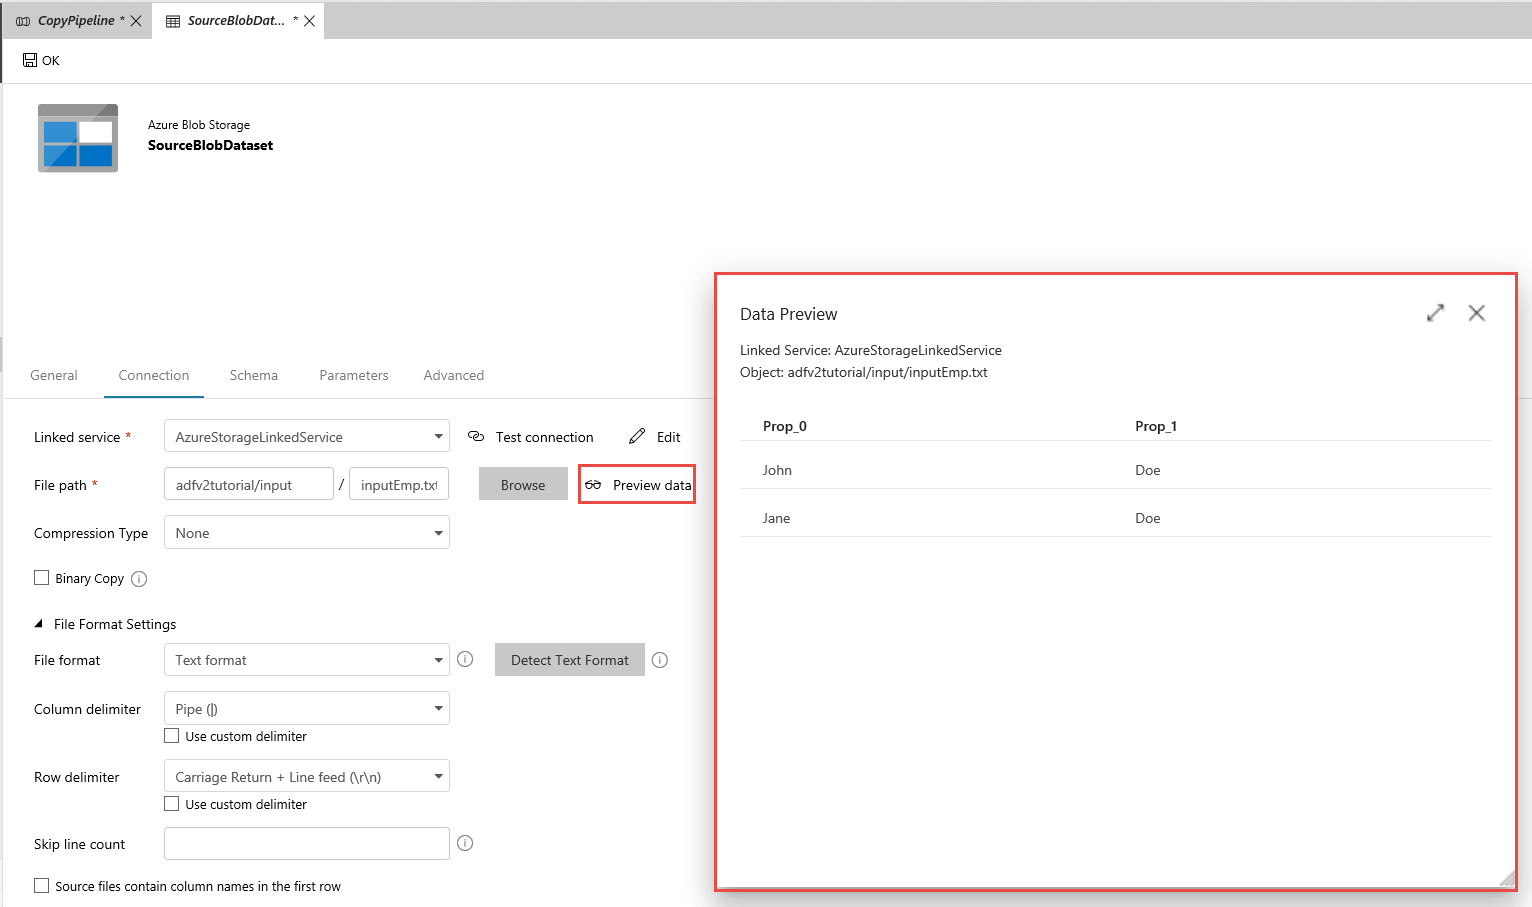 CopyPipeline *
SourceBlobDat... *
OK
Azure Blob Storage
SourceBlobDataset
General Connection Schema Parameters Advanced
Linked service * AzureStorageLinkedService Test connection Edit
File path * adfv2tutorial/input / inputEmp.txt Browse Preview data
Compression Type None
Binary Copy
File Format Settings
File format Text format Detect Text Format
Column delimiter Pipe (|)
Use custom delimiter
Row delimiter Carriage Return + Line feed (\r\n)
Use custom delimiter
Skip line count
Source files contain column names in the first row
Data Preview
Linked Service: AzureStorageLinkedService
Object: adfv2tutorial/input/inputEmp.txt
Prop_0 Prop_1
John Doe
Jane Doe